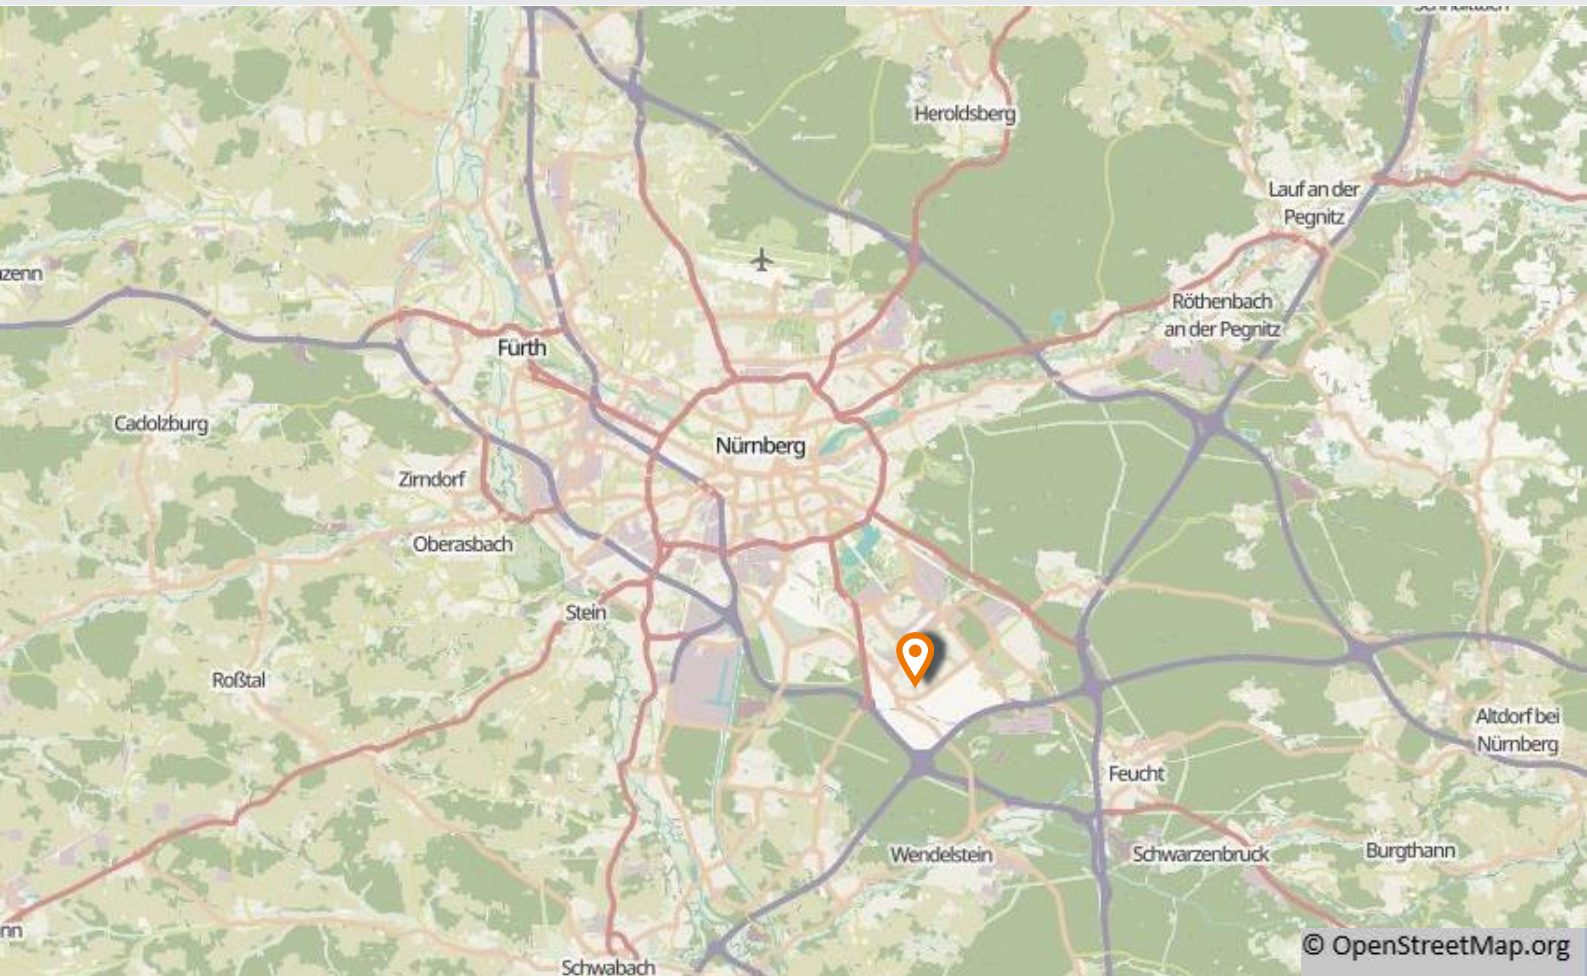 Heroldsberg
Lauf an der
Pegnitz
Röthenbach
an der Pegnitz
Fürth
Cadolzburg
Nürnberg
Zirndorf
Oberasbach
Stein
Roßtal
Altdorf bei
Nürnberg
Feucht
Wendelstein
Schwarzenbruck
Burgthann
Schwabach
© OpenStreetMap.org